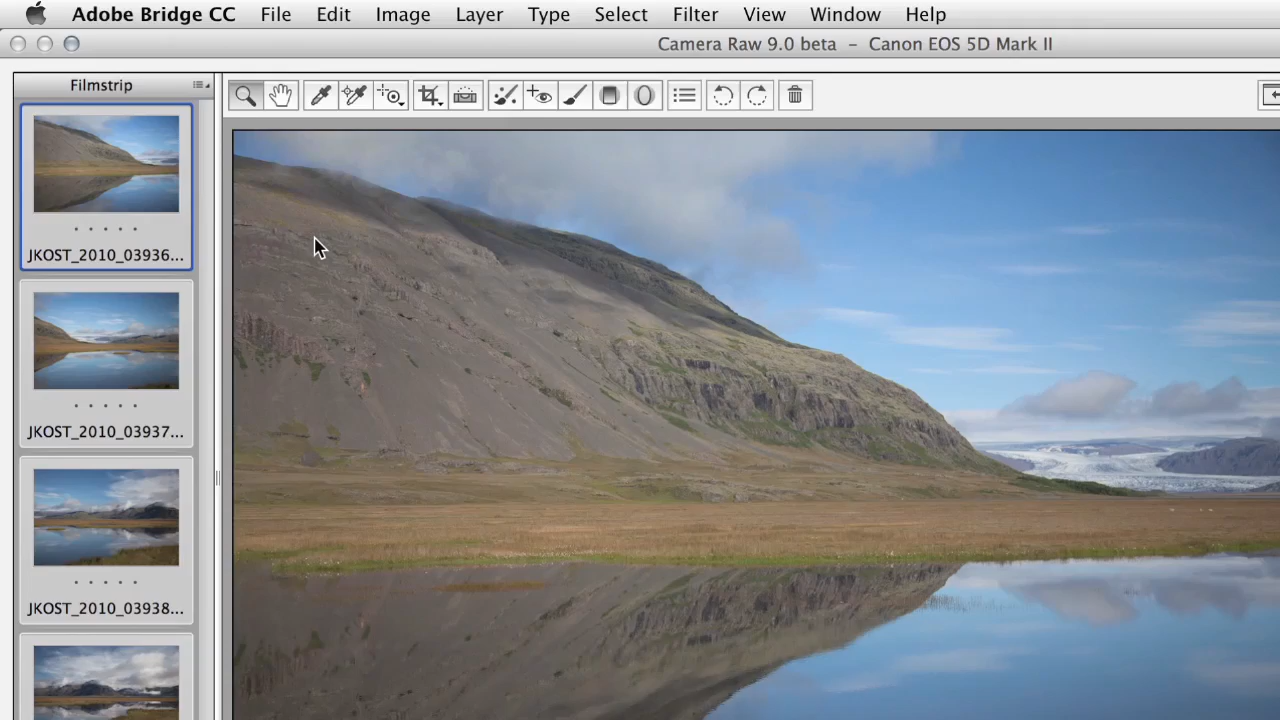 Adobe Bridge CC File Edit Image Layer Type Select Filter View Window Help
Camera Raw 9.0 beta – Canon EOS 5D Mark II
Filmstrip
JKOST_2010_03936...
JKOST_2010_03937...
JKOST_2010_03938...